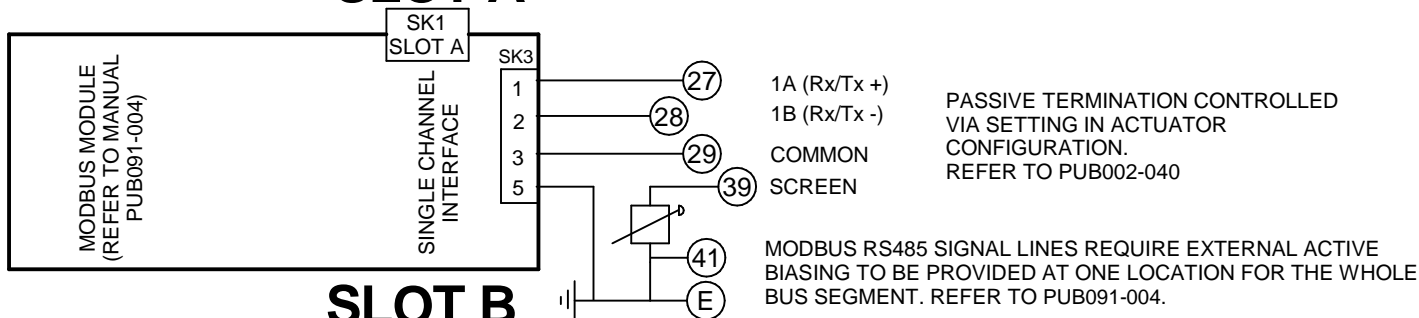 SLOT A
SK1
SLOT A
SK3
MODBUS MODULE
(REFER TO MANUAL
PUB091-004)
SINGLE CHANNEL
INTERFACE
1
2
3
5
27
28
29
39
41
E
1A (Rx/Tx +)
1B (Rx/Tx -)
COMMON
SCREEN
PASSIVE TERMINATION CONTROLLED
VIA SETTING IN ACTUATOR
CONFIGURATION.
REFER TO PUB002-040
MODBUS RS485 SIGNAL LINES REQUIRE EXTERNAL ACTIVE
BIASING TO BE PROVIDED AT ONE LOCATION FOR THE WHOLE
BUS SEGMENT. REFER TO PUB091-004.
SLOT B